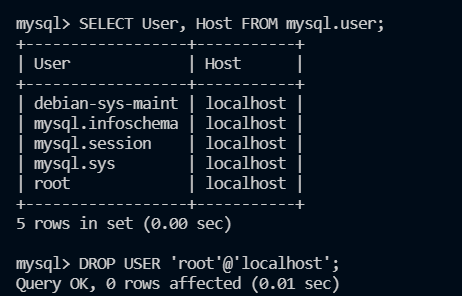 mysql> SELECT User, Host FROM mysql.user;
+------------------+-----------+
| User             | Host      |
+------------------+-----------+
| debian-sys-maint | localhost |
| mysql.infoschema | localhost |
| mysql.session    | localhost |
| mysql.sys        | localhost |
| root             | localhost |
+------------------+-----------+
5 rows in set (0.00 sec)

mysql> DROP USER 'root'@'localhost';
Query OK, 0 rows affected (0.01 sec)